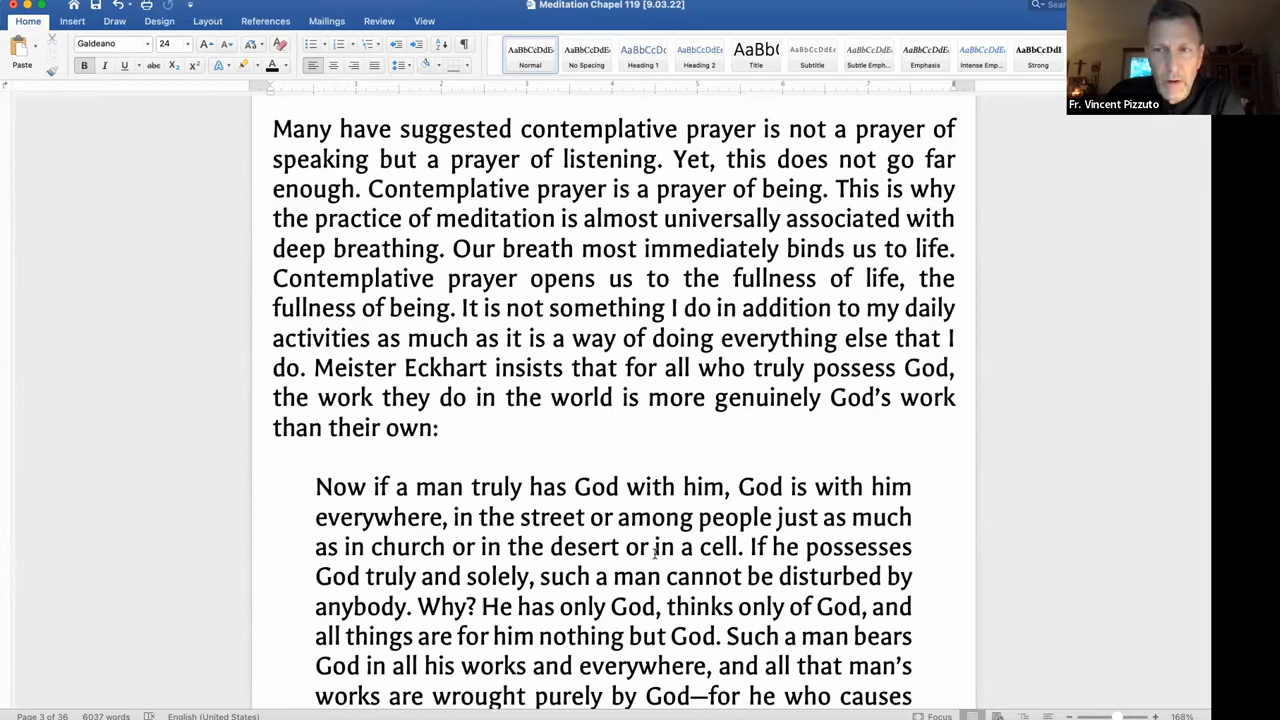 Meditation Chapel 119 [9.03.22]
Home Insert Draw Design Layout References Mailings Review View
Paste
Galdeano 24
AaBbCcDdEe AaBbCcDdEe AaBbCcDc AaBbCcDdEe AaBbC AaBbCcDdEe AaBbCcDdEe AaBbCcDdEe AaBbCcDdEe AaBbCcDdE
Normal No Spacing Heading 1 Heading 2 Title Subtitle Subtle Emph... Emphasis Intense Emp... Strong
Fr. Vincent Pizzuto
Many have suggested contemplative prayer is not a prayer of
speaking but a prayer of listening. Yet, this does not go far
enough. Contemplative prayer is a prayer of being. This is why
the practice of meditation is almost universally associated with
deep breathing. Our breath most immediately binds us to life.
Contemplative prayer opens us to the fullness of life, the
fullness of being. It is not something I do in addition to my daily
activities as much as it is a way of doing everything else that I
do. Meister Eckhart insists that for all who truly possess God,
the work they do in the world is more genuinely God’s work
than their own:
Now if a man truly has God with him, God is with him
everywhere, in the street or among people just as much
as in church or in the desert or in a cell. If he possesses
God truly and solely, such a man cannot be disturbed by
anybody. Why? He has only God, thinks only of God, and
all things are for him nothing but God. Such a man bears
God in all his works and everywhere, and all that man’s
works are wrought purely by God—for he who causes
Page 3 of 36 6037 words English (United States) Focus 168%